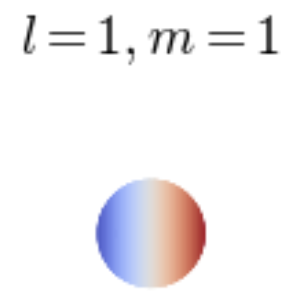 l = 1, m = 1